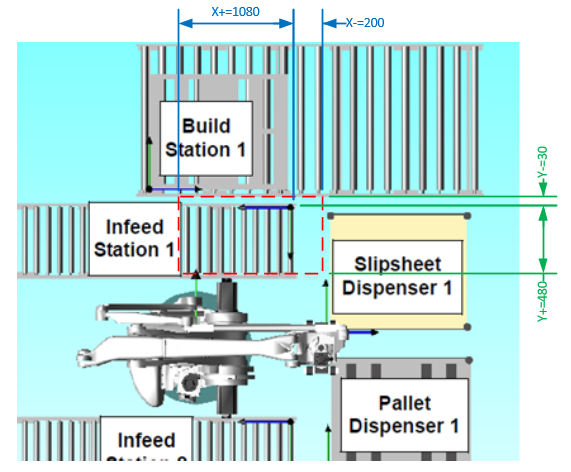 X+=1080
X-=200
Build
Station 1
Y-=30
Infeed
Station 1
Slipsheet
Dispenser 1
Y+=480
Pallet
Dispenser 1
Infeed